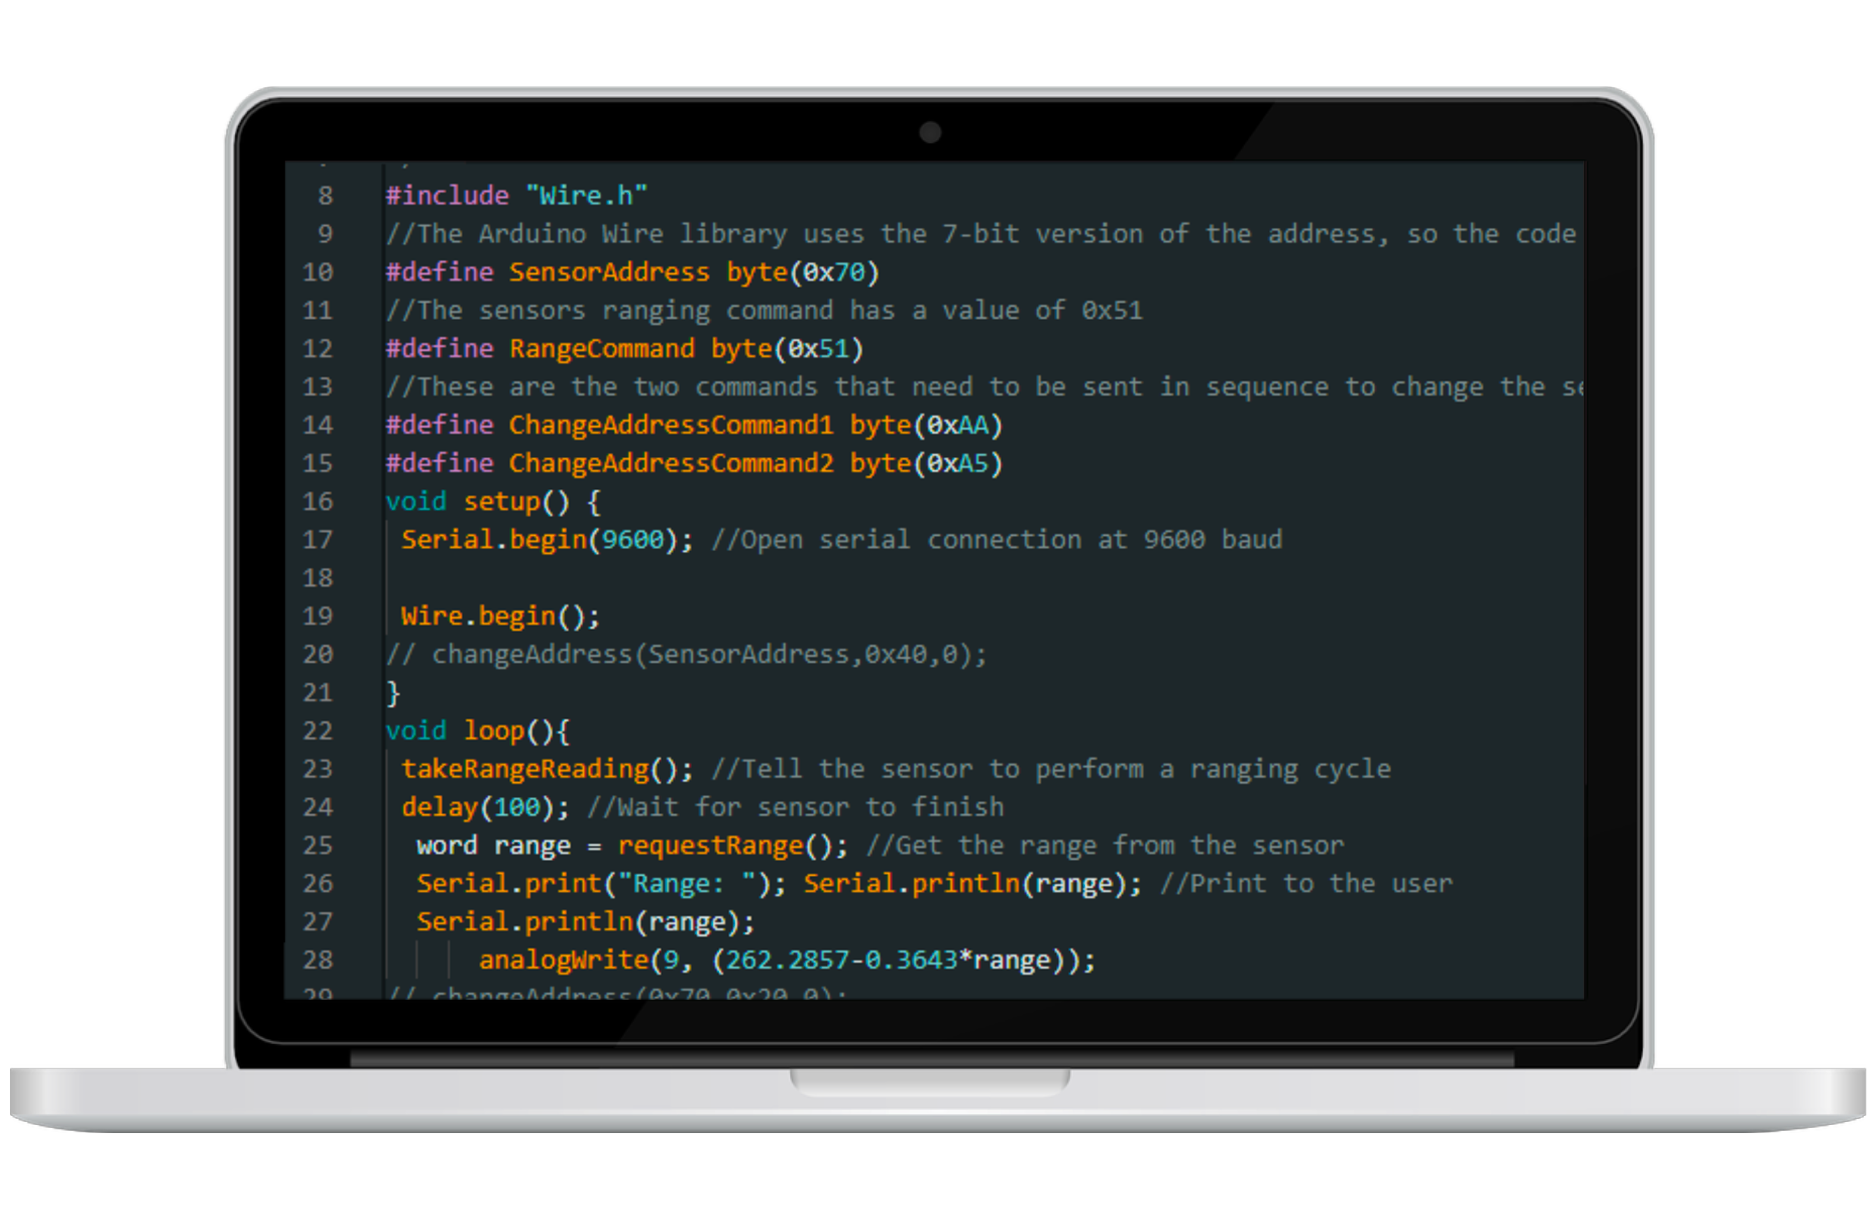 8 #include "Wire.h"
9 //The Arduino Wire library uses the 7-bit version of the address, so the code
10 #define SensorAddress byte(0x70)
11 //The sensors ranging command has a value of 0x51
12 #define RangeCommand byte(0x51)
13 //These are the two commands that need to be sent in sequence to change the
14 #define ChangeAddressCommand1 byte(0xAA)
15 #define ChangeAddressCommand2 byte(0xA5)
16 void setup() {
17 Serial.begin(9600); //Open serial connection at 9600 baud
18
19 Wire.begin();
20 // changeAddress(SensorAddress,0x40,0);
21 }
22 void loop(){
23 takeRangeReading(); //Tell the sensor to perform a ranging cycle
24 delay(100); //Wait for sensor to finish
25 word range = requestRange(); //Get the range from the sensor
26 Serial.print("Range: "); Serial.println(range); //Print to the user
27 Serial.println(range);
28 analogWrite(9, (262.2857-0.3643*range));
29 // changeAddress(0x70,0x20,0);